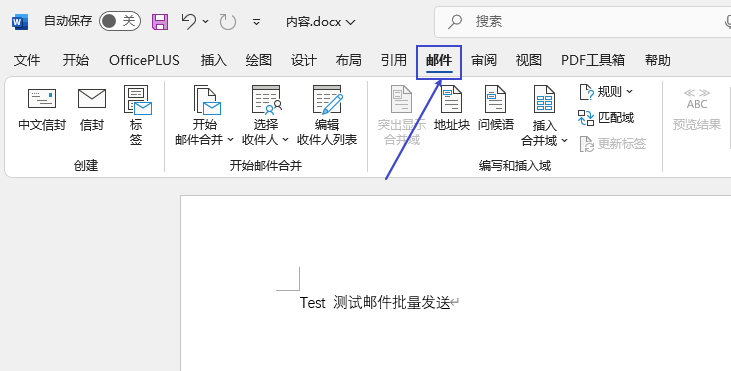 自动保存 关 内容.docx 搜索
文件 开始 OfficePLUS 插入 绘图 设计 布局 引用 邮件 审阅 视图 PDF工具箱 帮助
中文信封 信封 标签 开始邮件合并 选择收件人 编辑收件人列表 突出显示合并域 地址块 问候语 插入合并域 规则 预览结果
匹配域
更新标签
创建 开始邮件合并 编写和插入域
Test 测试邮件批量发送